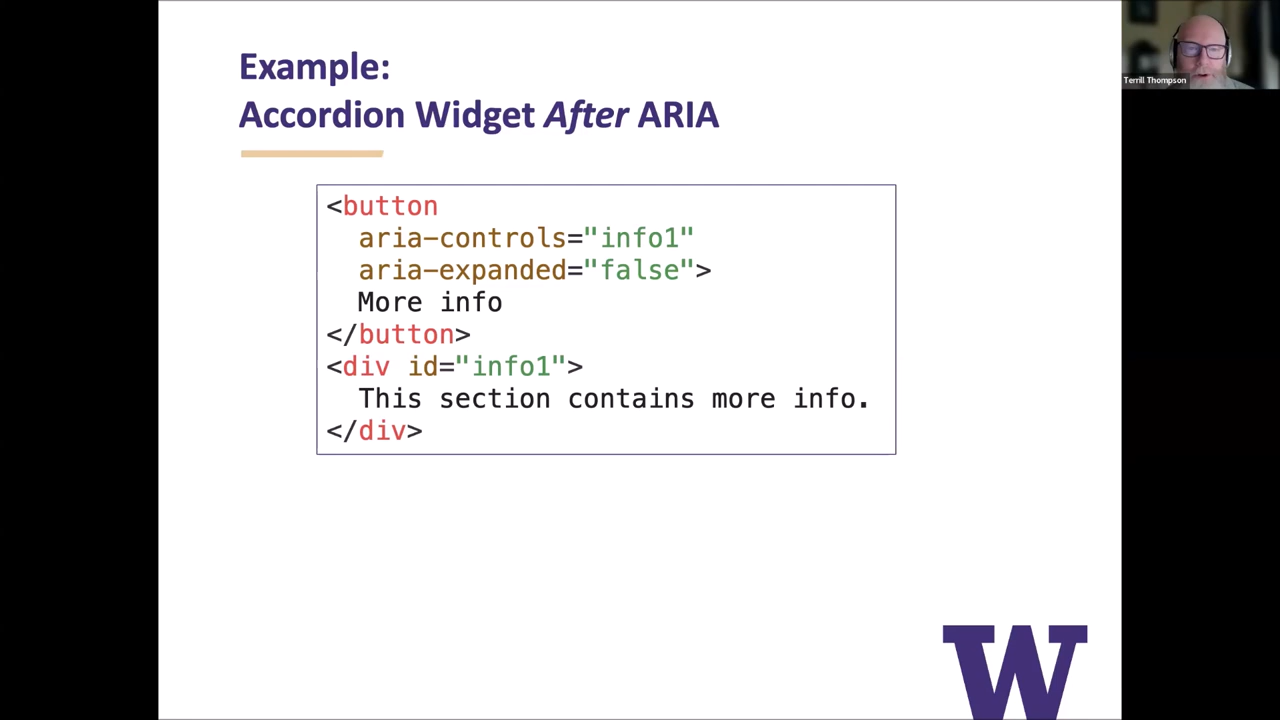 Example:
Accordion Widget After ARIA
<button
  aria-controls="info1"
  aria-expanded="false">
  More info
</button>
<div id="info1">
  This section contains more info.
</div>
Terrill Thompson
W